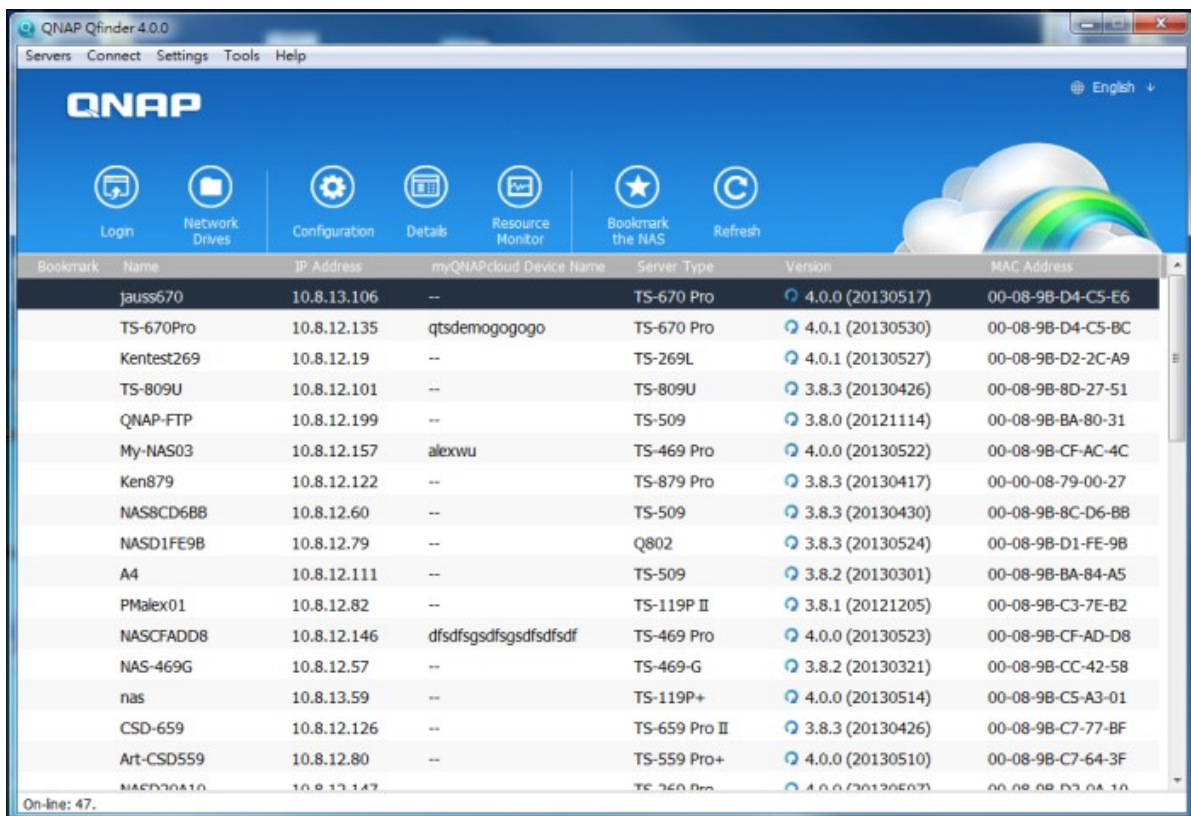 QNAP Qfinder 4.0.0
Servers Connect Settings Tools Help
QNAP
English
Login
Network Drives
Configuration
Details
Resource Monitor
Bookmark the NAS
Refresh
Bookmark Name IP Address myQNAPcloud Device Name Server Type Version MAC Address
jauss670 10.8.13.106 -- TS-670 Pro 4.0.0 (20130517) 00-08-9B-D4-C5-E6
TS-670Pro 10.8.12.135 qtsdemogogogo TS-670 Pro 4.0.1 (20130530) 00-08-9B-D4-C5-BC
Kentest269 10.8.12.19 -- TS-269L 4.0.1 (20130527) 00-08-9B-D2-2C-A9
TS-809U 10.8.12.101 -- TS-809U 3.8.3 (20130426) 00-08-9B-8D-27-51
QNAP-FTP 10.8.12.199 -- TS-509 3.8.0 (20121114) 00-08-9B-BA-80-31
My-NAS03 10.8.12.157 alexwu TS-469 Pro 4.0.0 (20130522) 00-08-9B-CF-AC-4C
Ken879 10.8.12.122 -- TS-879 Pro 3.8.3 (20130417) 00-00-08-79-00-27
NAS8CD6BB 10.8.12.60 -- TS-509 3.8.3 (20130430) 00-08-9B-8C-D6-BB
NASD1FE9B 10.8.12.79 -- Q802 3.8.3 (20130524) 00-08-9B-D1-FE-9B
A4 10.8.12.111 -- TS-509 3.8.2 (20130301) 00-08-9B-BA-84-A5
PMalex01 10.8.12.82 -- TS-119P II 3.8.1 (20121205) 00-08-9B-C3-7E-B2
NASCFADD8 10.8.12.146 dfsdfsgsdfsgsdfsdfsdf TS-469 Pro 4.0.0 (20130523) 00-08-9B-CF-AD-D8
NAS-469G 10.8.12.57 -- TS-469-G 3.8.2 (20130321) 00-08-9B-CC-42-58
nas 10.8.13.59 -- TS-119P+ 4.0.0 (20130514) 00-08-9B-C5-A3-01
CSD-659 10.8.12.126 -- TS-659 Pro II 3.8.3 (20130426) 00-08-9B-C7-77-BF
Art-CSD559 10.8.12.80 -- TS-559 Pro+ 4.0.0 (20130510) 00-08-9B-C7-64-3F
On-line: 47.